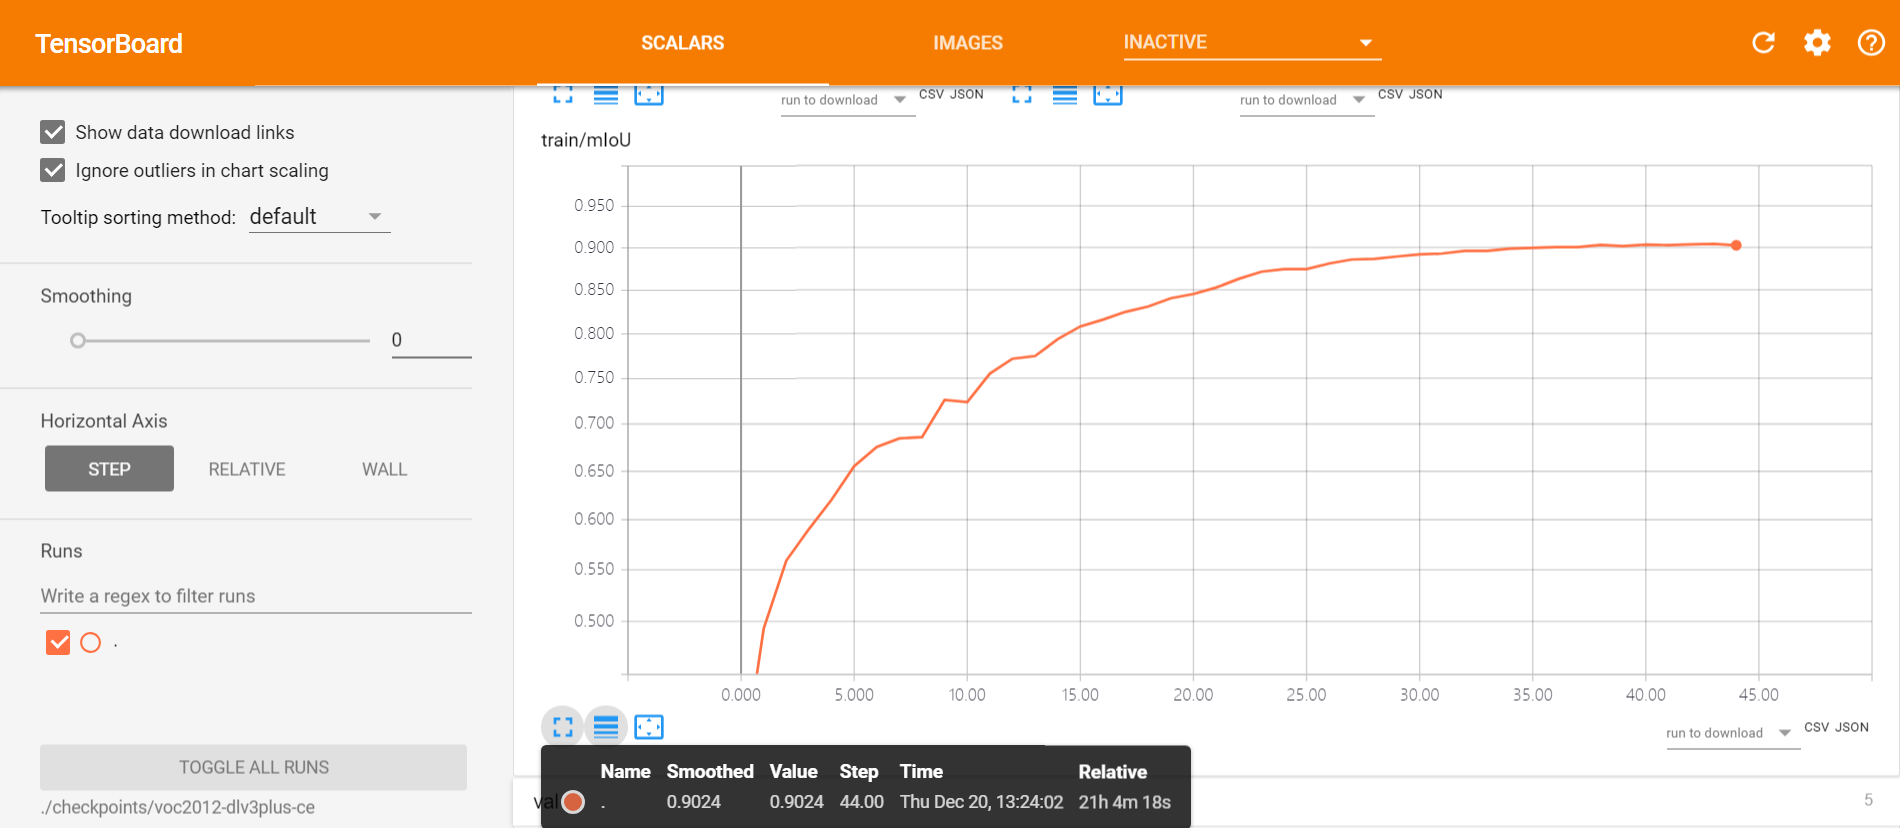 TensorBoard
SCALARS
IMAGES
INACTIVE
Show data download links
Ignore outliers in chart scaling
Tooltip sorting method: default
Smoothing
0
Horizontal Axis
STEP
RELATIVE
WALL
Runs
Write a regex to filter runs
.
TOGGLE ALL RUNS
./checkpoints/voc2012-dlv3plus-ce
run to download
CSV JSON
run to download
CSV JSON
train/mIoU
0.950
0.900
0.850
0.800
0.750
0.700
0.650
0.600
0.550
0.500
0.000 5.000 10.00 15.00 20.00 25.00 30.00 35.00 40.00 45.00
run to download
CSV JSON
Name Smoothed Value Step Time Relative
. 0.9024 0.9024 44.00 Thu Dec 20, 13:24:02 21h 4m 18s
val
5